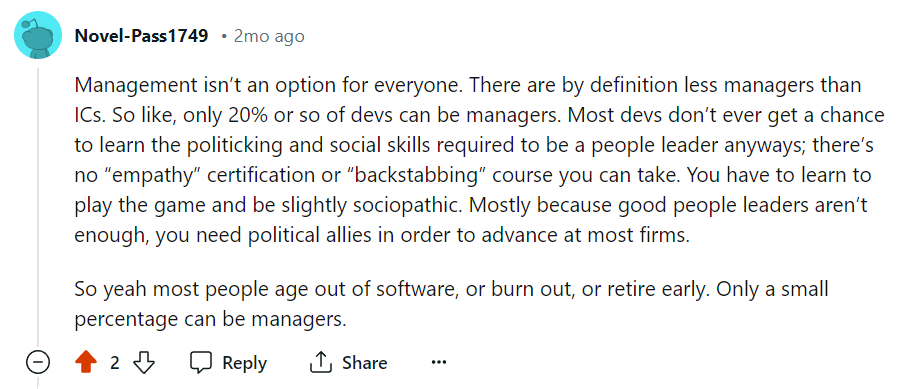 Novel-Pass1749 • 2mo ago
Management isn’t an option for everyone. There are by definition less managers than
ICs. So like, only 20% or so of devs can be managers. Most devs don’t ever get a chance
to learn the politicking and social skills required to be a people leader anyways; there’s
no “empathy” certification or “backstabbing” course you can take. You have to learn to
play the game and be slightly sociopathic. Mostly because good people leaders aren’t
enough, you need political allies in order to advance at most firms.
So yeah most people age out of software, or burn out, or retire early. Only a small
percentage can be managers.
2 Reply Share